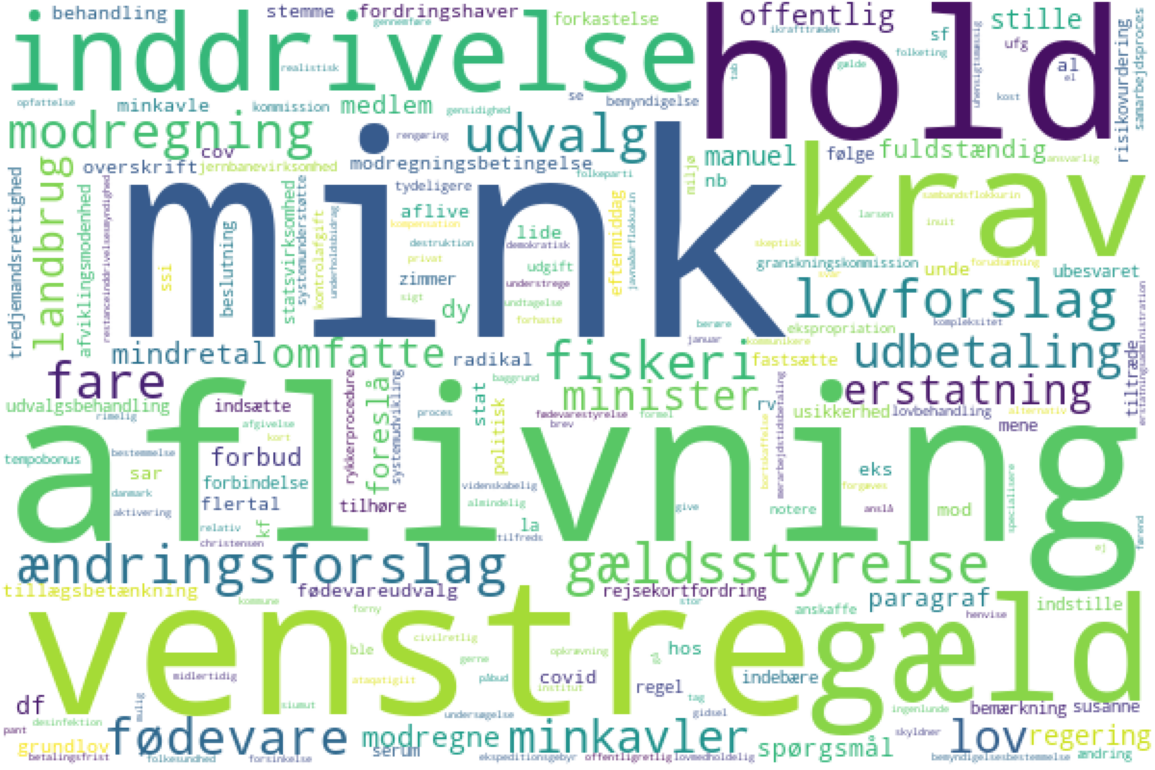 behandling stemme fordringshaver forkastelse offentlig stille
gennemføre ikrafttræden sf ufg
inddrivelse hold
realistisk folketing al
opfattelse minkavle kommission medlem gensidighed se bemyndigelse tab gælde uhensigtsmæssig el kost risikovurdering samarbejdsproces
modregning cov rengøring udvalg manuel følge fuldstændig
overskrift jernbanevirksomhed modregningsbetingelse folkeparti miljø nb ansvarlig
mink krav
tredjemandsrettighed landbrug afviklingsmodenhed restanceinddrivelsesmyndighed ssi beslutning statsvirksomhed systemunderstøtte kontrolafgift underholdsbidrag
tydeligere aflive kompensation destruktion demokratisk lide eftermiddag javnaðarflokkurin
sambandsflokkurin larsen inuit skeptisk
zimmer privat udgift granskningskommission svar unde forudsætning ubesvaret
sigt understrege undtagelse forhaste dy
lovforslag
berøre januar ekspropriation kompleksitet kommunikere
mindretal omfatte radikal fiskeri fastsætte udbetaling
fare baggrund minister rv erstatning tiltræde erstatningsadministration
udvalgsbehandling indsætte rykkerprocedure foreslå systemudvikling proces stat politisk fødevarestyrelse formel brev merarbejdstidsbetaling bortskaffelse usikkerhed lovbehandling alternativ mene
rimelig afgivelse kort
aflivning
tempobonus bestemmelse sar forbud forbindelse videnskabelig eks forgæves
danmark flertal tilhøre almindelig give notere anslå mod specialisere
aktivering relativ christensen kf la tilfreds ej førend
ændringsforslag gældsstyrelse
tillægsbetænkning fødevareudvalg rejsekortfordring paragraf indstille
kommune forny stor anskaffe henvise
venstre gæld
civilretlig ble gerne opkrævning gå hos
midlertidig ataqatigiit påbud covid institut regel indebære
df siumut tag gidsel ingenlunde bemærkning susanne
desinfektion mulig undersøgelse
pant fødevare modregne minkavler skyldner lov regering
grundlov serum spørgsmål
betalingsfrist folkesundhed forsinkelse ekspeditionsgebyr offentligretlig lovmedholdelig bemyndigelsesbestemmelse ændring